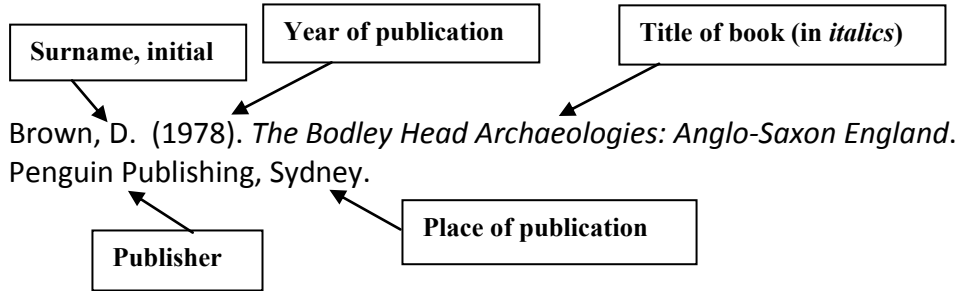 Surname, initial
Year of publication
Title of book (in italics)
Brown, D.  (1978). The Bodley Head Archaeologies: Anglo-Saxon England.
Penguin Publishing, Sydney.
Publisher
Place of publication